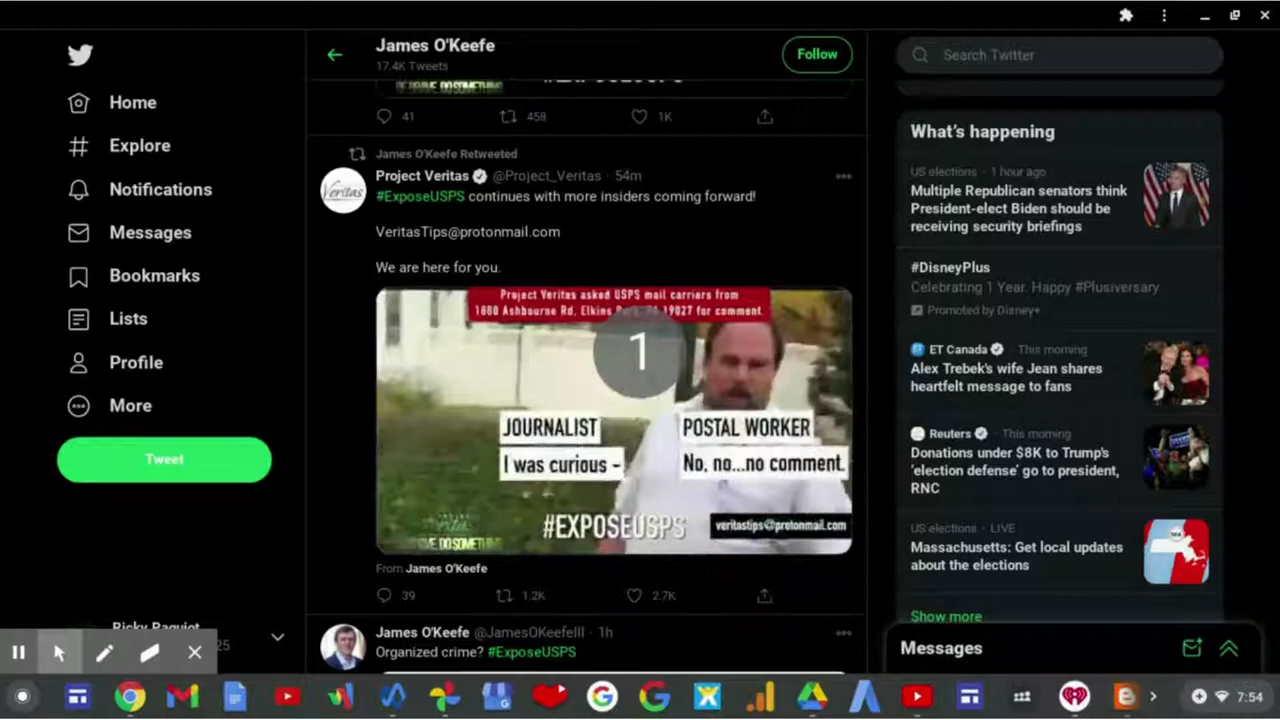 James O'Keefe
17.4K Tweets
Follow
Search Twitter
Home
Explore
Notifications
Messages
Bookmarks
Lists
Profile
More
Tweet
41
458
1K
James O'Keefe Retweeted
Project Veritas @Project_Veritas · 54m
#ExposeUSPS continues with more insiders coming forward!
VeritasTips@protonmail.com
We are here for you.
Veritas
Project Veritas asked USPS mail carriers from
1800 Ashbourne Rd, Elkins 19027 for comment
1
JOURNALIST
I was curious -
POSTAL WORKER
No, no...no comment.
#EXPOSEUSPS
veritastips@protonmail.com
From James O'Keefe
39
1.2K
2.7K
James O'Keefe @JamesOKeefeIII · 1h
Organized crime? #ExposeUSPS
What's happening
US elections · 1 hour ago
Multiple Republican senators think
President-elect Biden should be
receiving security briefings
#DisneyPlus
Celebrating 1 Year. Happy #Plusiversary
Promoted by Disney+
ET Canada · This morning
Alex Trebek's wife Jean shares
heartfelt message to fans
Reuters · This morning
Donations under $8K to Trump's
'election defense' go to president,
RNC
US elections · LIVE
Massachusetts: Get local updates
about the elections
Show more
Messages
25
7:54